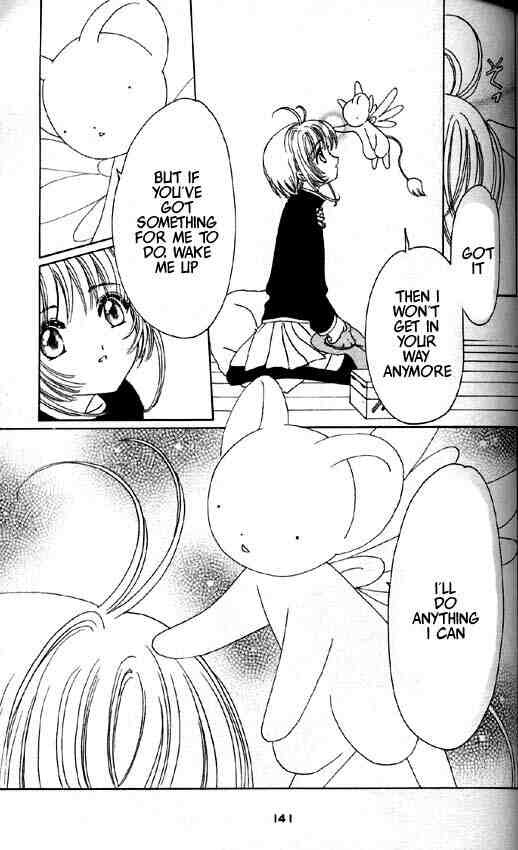 GOT
IT
THEN I
WON'T
GET IN
YOUR
WAY
ANYMORE
BUT IF
YOU'VE
GOT
SOMETHING
FOR ME TO
DO, WAKE
ME UP
I'LL
DO
ANYTHING
I CAN
141